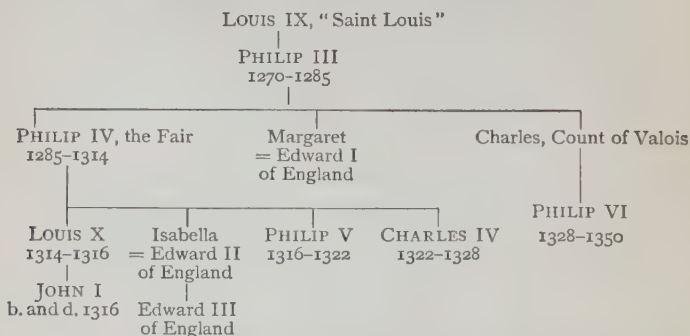 LOUIS IX, "Saint Louis"
PHILIP III
1270-1285
PHILIP IV, the Fair
1285-1314
Margaret
= Edward I
of England
Charles, Count of Valois
LOUIS X
1314-1316
Isabella
= Edward II
of England
PHILIP V
1316-1322
CHARLES IV
1322-1328
PHILIP VI
1328-1350
JOHN I
b. and d. 1316
Edward III
of England